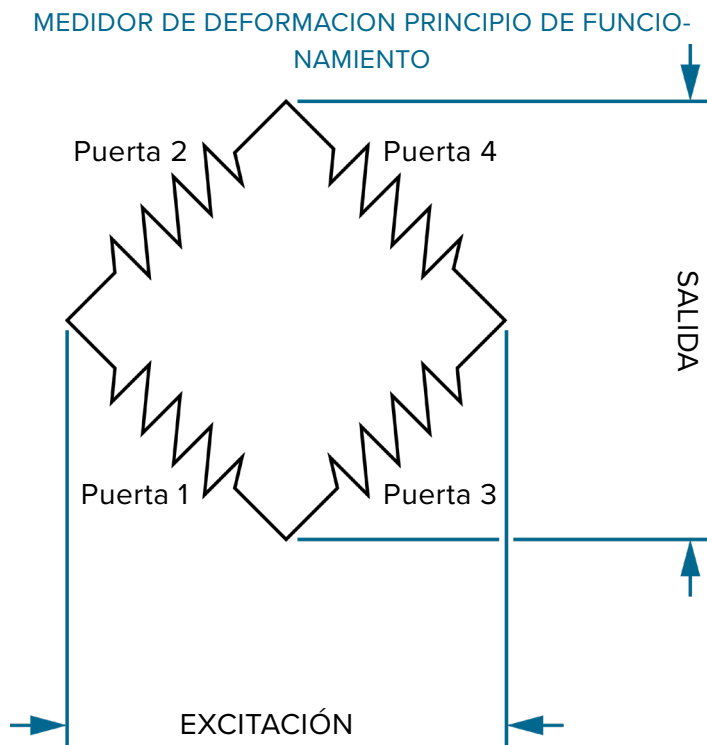 MEDIDOR DE DEFORMACION PRINCIPIO DE FUNCIO-
NAMIENTO
Puerta 2
Puerta 4
SALIDA
Puerta 1
Puerta 3
EXCITACIÓN